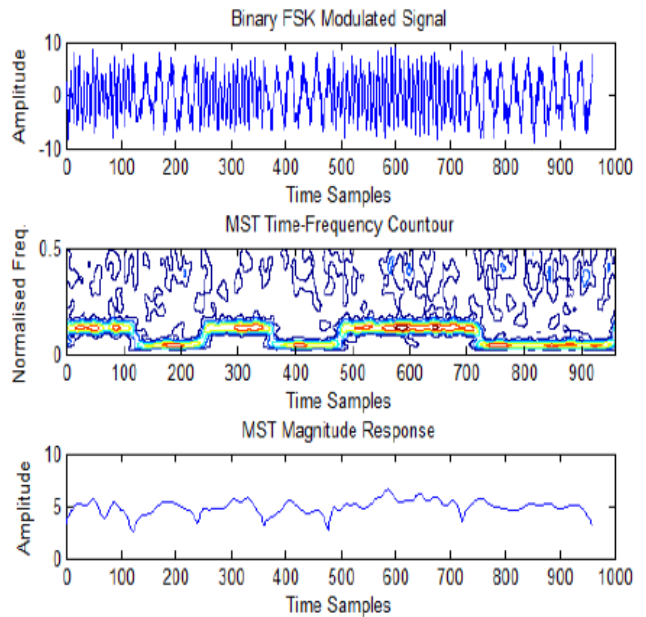 Binary FSK Modulated Signal
10
0
-10
Amplitude
0 100 200 300 400 500 600 700 800 900 1000
Time Samples
MST Time-Frequency Countour
0.5
0
Normalised Freq.
0 100 200 300 400 500 600 700 800 900
Time Samples
MST Magnitude Response
10
5
0
Amplitude
0 100 200 300 400 500 600 700 800 900 1000
Time Samples